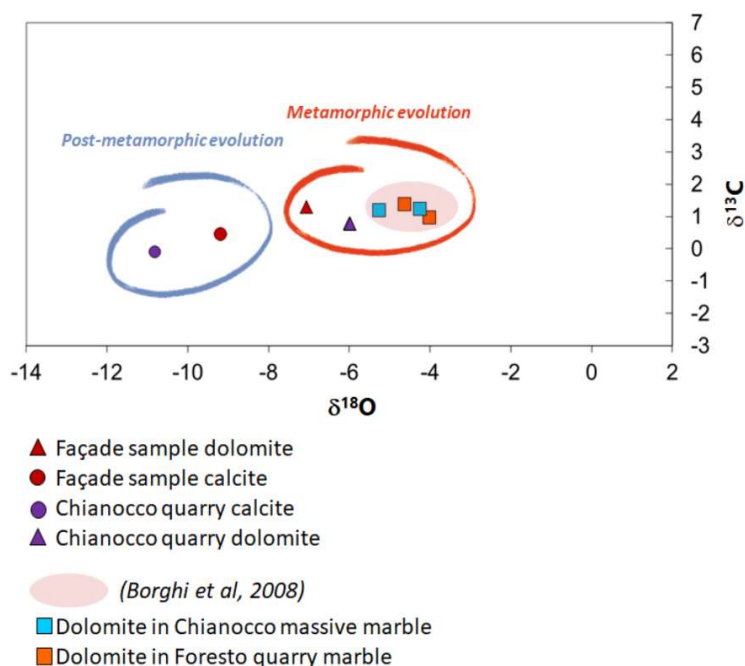 7
6
5
4
3
2
1
0
-1
-2
-3
δ¹³C
Metamorphic evolution
Post-metamorphic evolution
-14 -12 -10 -8 -6 -4 -2 0 2
δ¹⁸O
Façade sample dolomite
Façade sample calcite
Chianocco quarry calcite
Chianocco quarry dolomite
(Borghi et al, 2008)
Dolomite in Chianocco massive marble
Dolomite in Foresto quarry marble